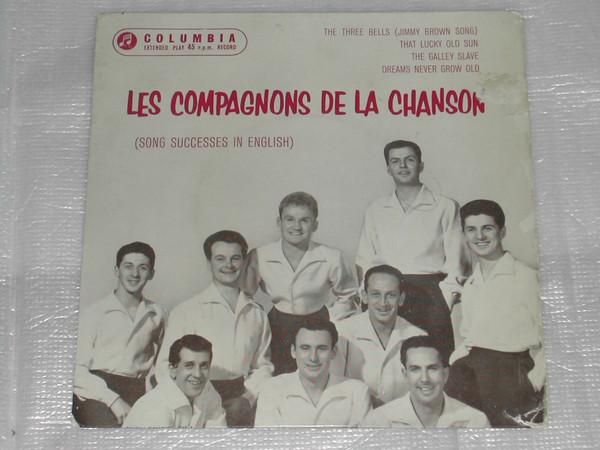 COLUMBIA
EXTENDED PLAY 45 r.p.m. RECORD
THE THREE BELLS (JIMMY BROWN SONG)
THAT LUCKY OLD SUN
THE GALLEY SLAVE
DREAMS NEVER GROW OLD
LES COMPAGNONS DE LA CHANSON
(SONG SUCCESSES IN ENGLISH)